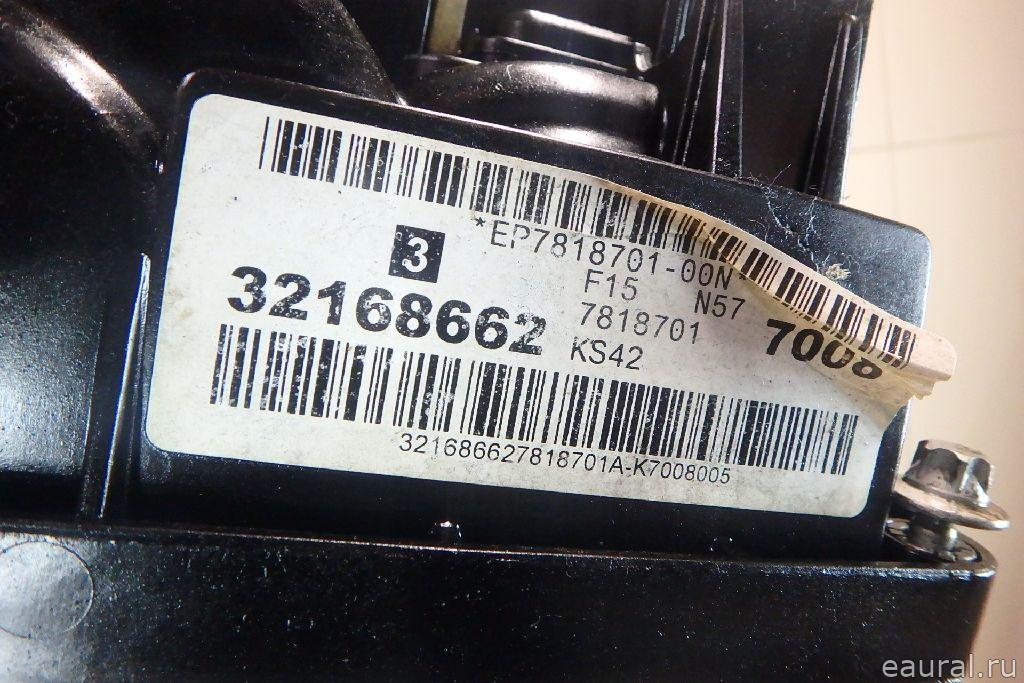 *EP7818701-00N
3
F15 N57
32168662
7818701
7008
KS42
321686627818701A-K7008005
eaural.ru